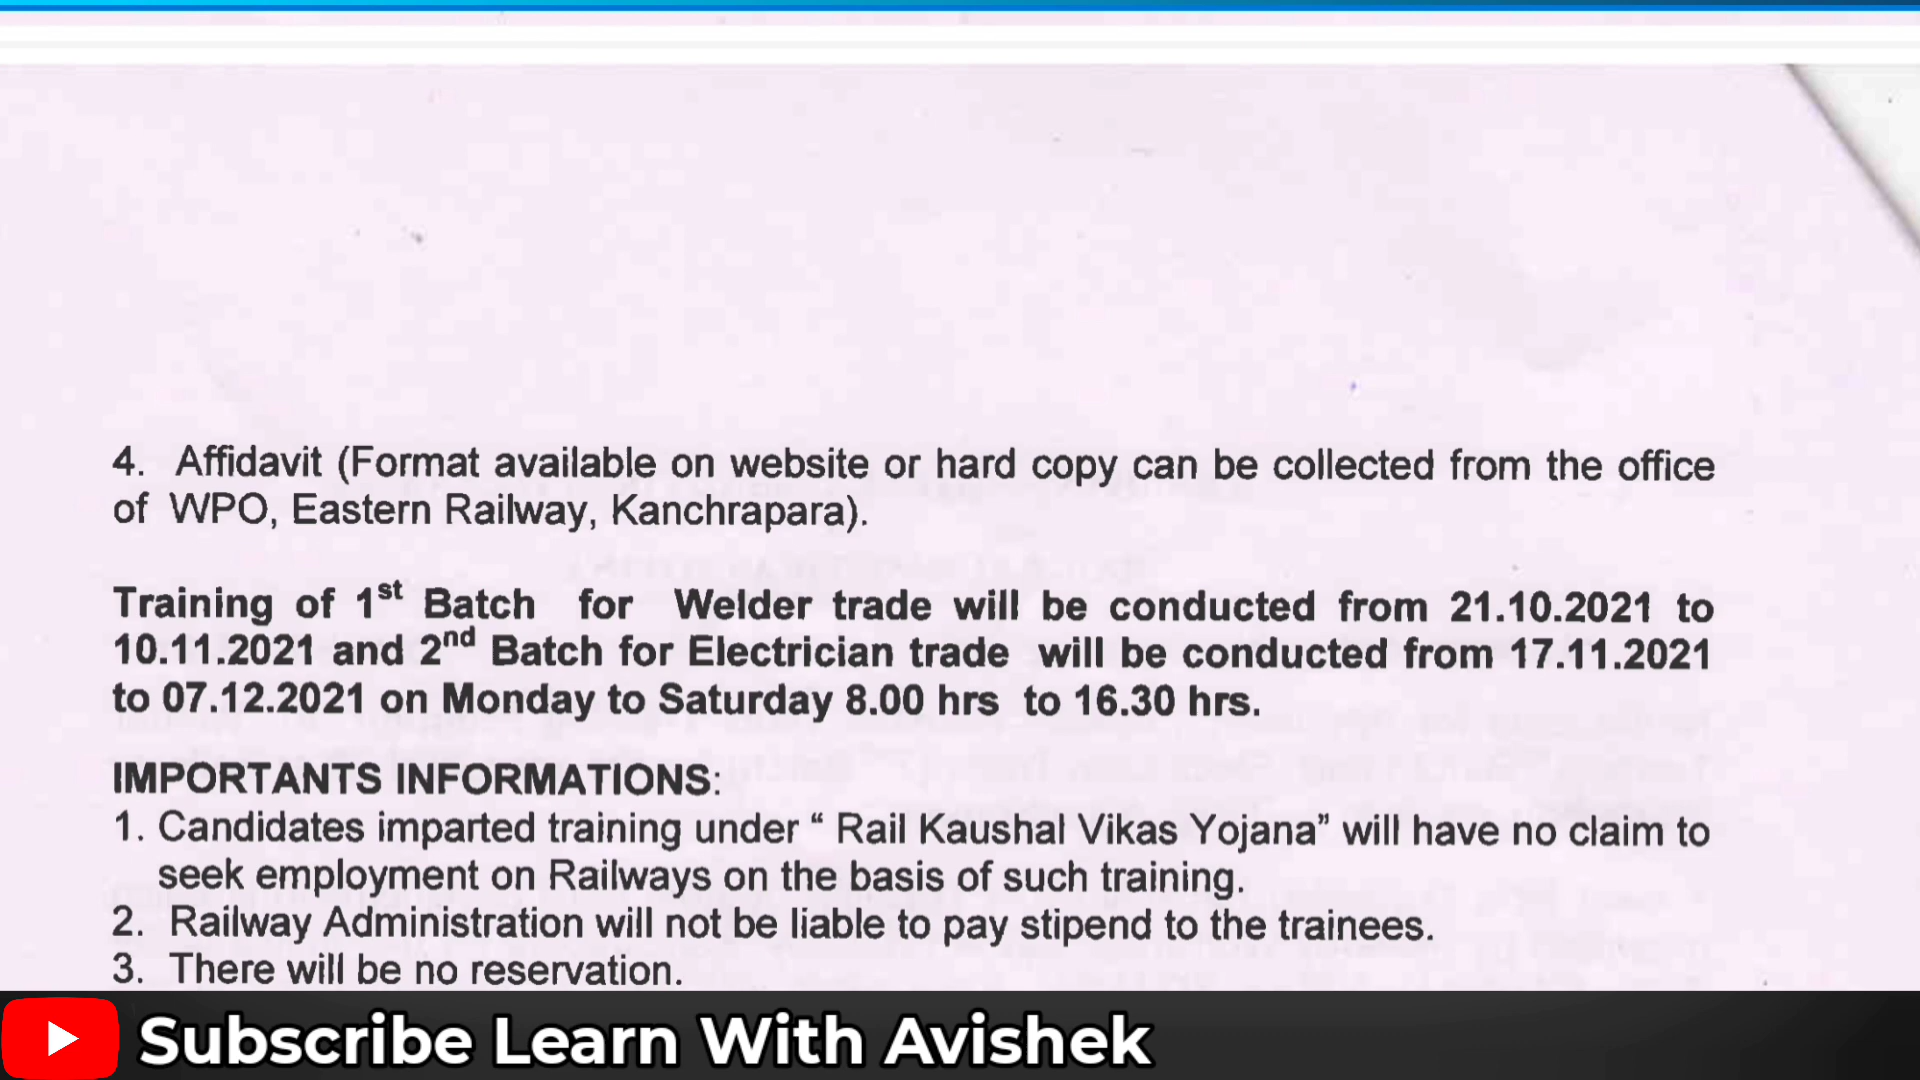 4. Affidavit (Format available on website or hard copy can be collected from the office
of WPO, Eastern Railway, Kanchrapara).
Training of 1st Batch for Welder trade will be conducted from 21.10.2021 to
10.11.2021 and 2nd Batch for Electrician trade will be conducted from 17.11.2021
to 07.12.2021 on Monday to Saturday 8.00 hrs to 16.30 hrs.
IMPORTANTS INFORMATIONS:
1. Candidates imparted training under “ Rail Kaushal Vikas Yojana” will have no claim to
seek employment on Railways on the basis of such training.
2. Railway Administration will not be liable to pay stipend to the trainees.
3. There will be no reservation.
Subscribe Learn With Avishek